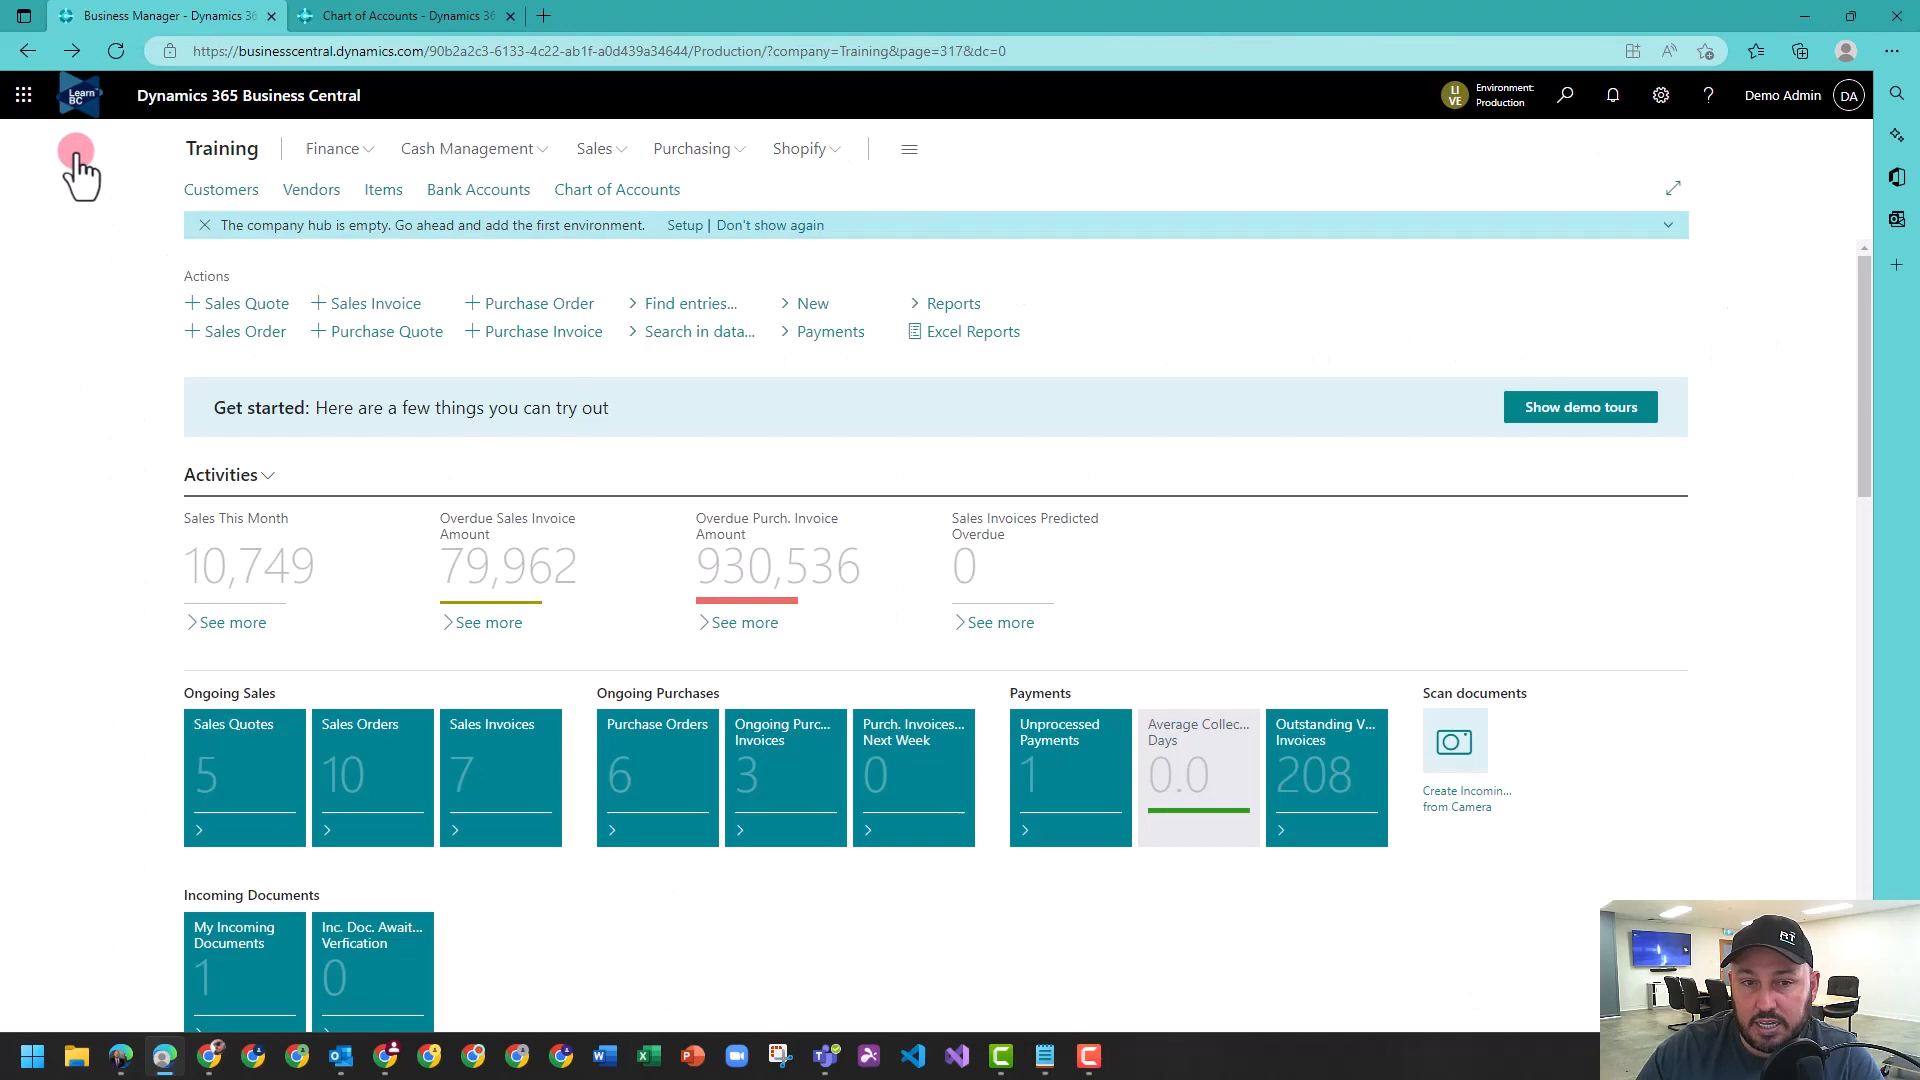 Business Manager - Dynamics 36
Chart of Accounts - Dynamics 36
https://businesscentral.dynamics.com/90b2a2c3-6133-4c22-ab1f-a0d439a34644/Production/?company=Training&page=317&dc=0
Learn
BC
Dynamics 365 Business Central
LI
VE
Environment:
Production
Demo Admin
DA
Training
Finance
Cash Management
Sales
Purchasing
Shopify
Customers
Vendors
Items
Bank Accounts
Chart of Accounts
The company hub is empty. Go ahead and add the first environment.
Setup | Don't show again
Actions
Sales Quote
Sales Invoice
Purchase Order
Find entries...
New
Reports
Sales Order
Purchase Quote
Purchase Invoice
Search in data...
Payments
Excel Reports
Get started: Here are a few things you can try out
Show demo tours
Activities
Sales This Month
10,749
See more
Overdue Sales Invoice
Amount
79,962
See more
Overdue Purch. Invoice
Amount
930,536
See more
Sales Invoices Predicted
Overdue
0
See more
Ongoing Sales
Sales Quotes
5
Sales Orders
10
Sales Invoices
7
Ongoing Purchases
Purchase Orders
6
Ongoing Purc...
Invoices
3
Purch. Invoices...
Next Week
0
Payments
Unprocessed
Payments
1
Average Collec...
Days
0.0
Outstanding V...
Invoices
208
Scan documents
Create Incomin...
from Camera
Incoming Documents
My Incoming
Documents
1
Inc. Doc. Await...
Verfication
0